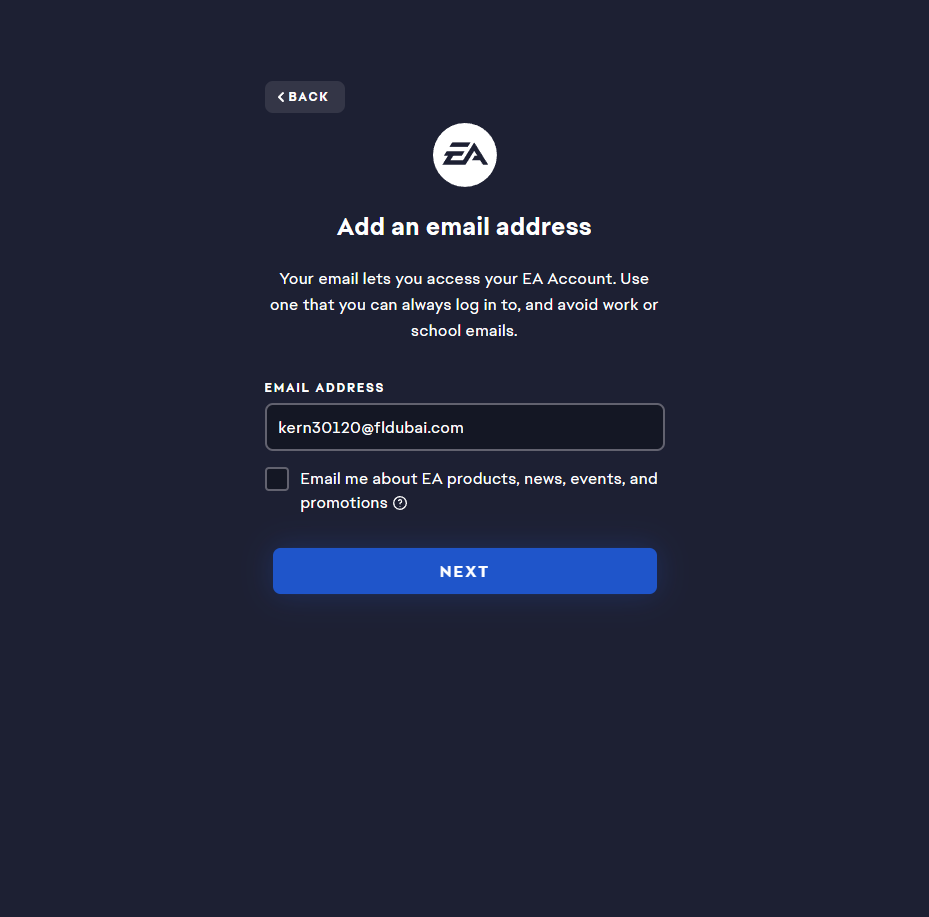 BACK
EA
Add an email address
Your email lets you access your EA Account. Use
one that you can always log in to, and avoid work or
school emails.
EMAIL ADDRESS
kern30120@fldubai.com
Email me about EA products, news, events, and
promotions
NEXT